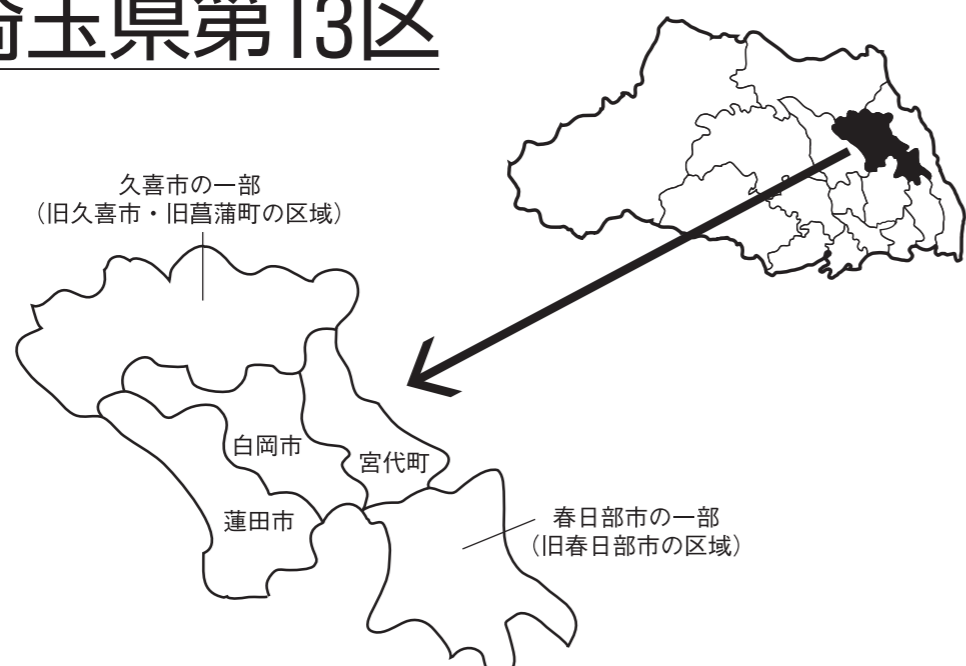 埼玉県第13区
久喜市の一部
（旧久喜市・旧菖蒲町の区域）
白岡市
宮代町
蓮田市
春日部市の一部
（旧春日部市の区域）